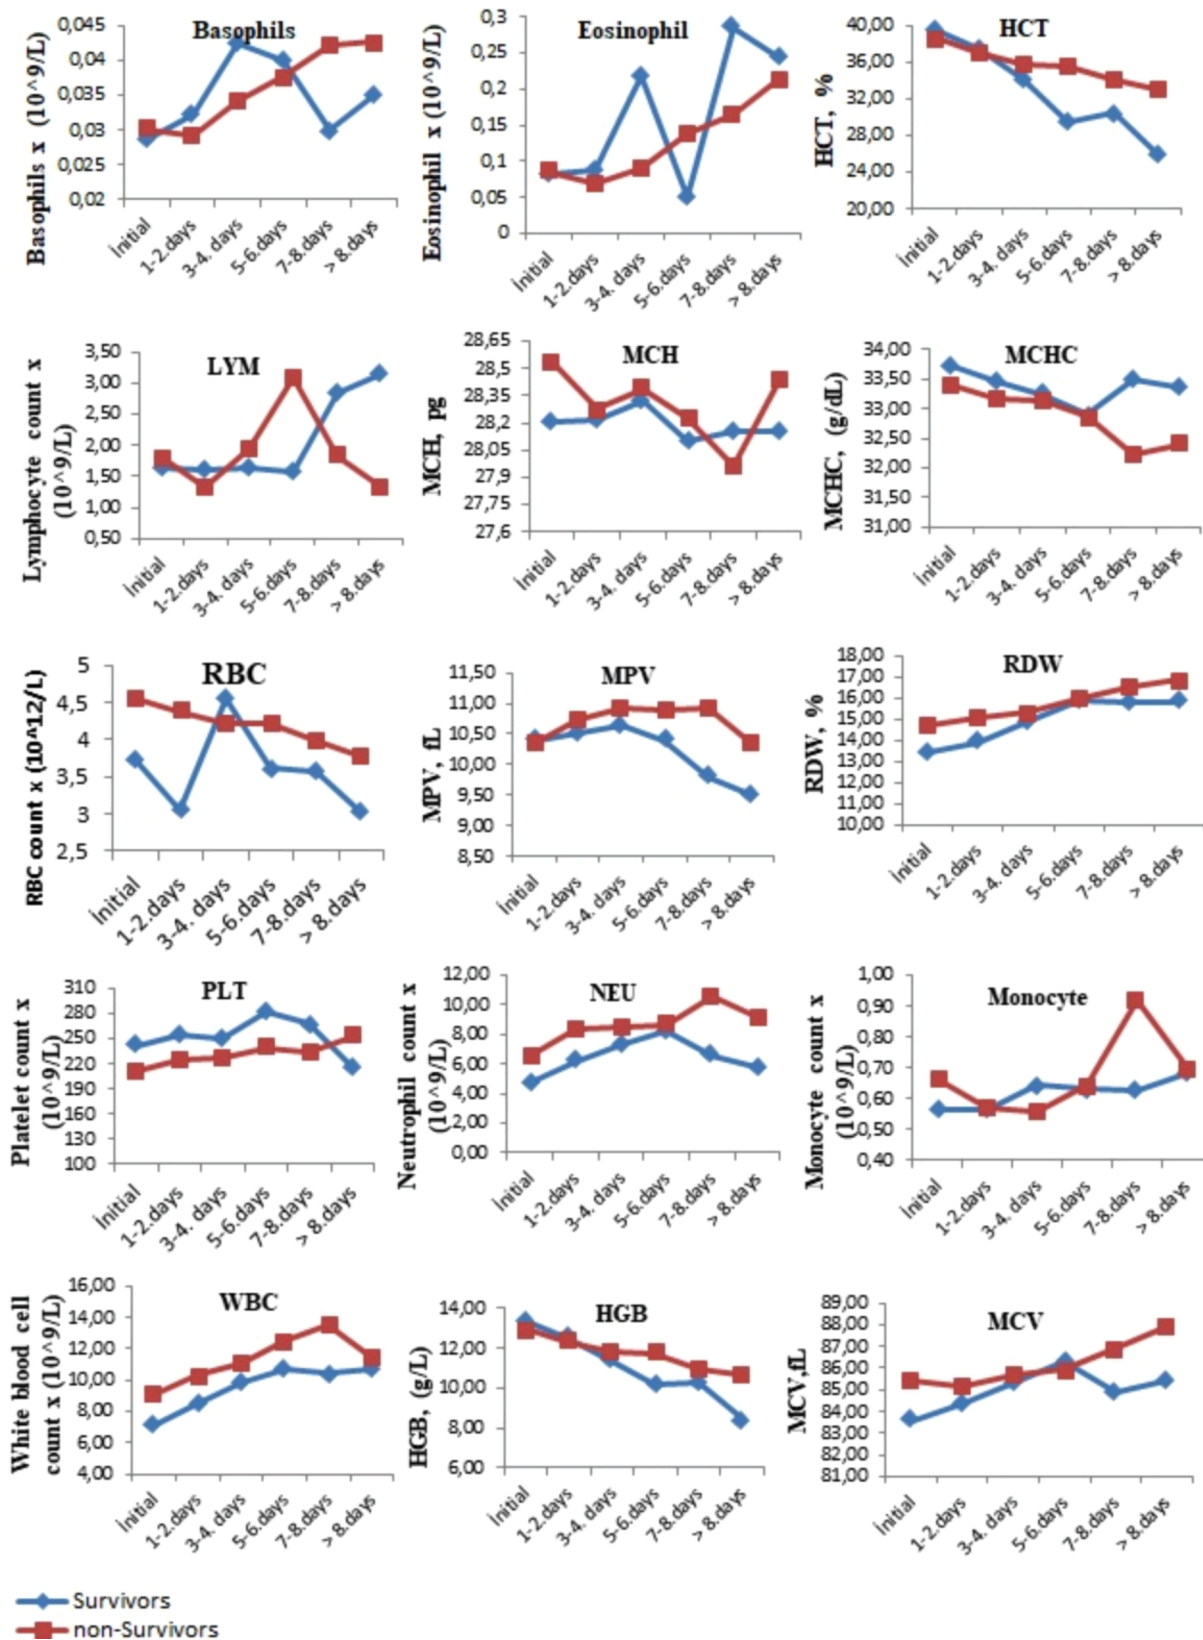 Basophils
Basophils x (10^9/L)
0,045
0,04
0,035
0,03
0,025
0,02
İnitial
1-2.days
3-4. days
5-6.days
7-8.days
> 8.days
Eosinophil
Eosinophil x (10^9/L)
0,3
0,25
0,2
0,15
0,1
0,05
0
İnitial
1-2.days
3-4. days
5-6.days
7-8.days
> 8.days
HCT
HCT, %
40,00
36,00
32,00
28,00
24,00
20,00
İnitial
1-2.days
3-4. days
5-6.days
7-8.days
> 8.days
LYM
Lymphocyte count x
(10^9/L)
3,50
3,00
2,50
2,00
1,50
1,00
0,50
İnitial
1-2.days
3-4. days
5-6.days
7-8.days
> 8.days
MCH
MCH, pg
28,65
28,5
28,35
28,2
28,05
27,9
27,75
27,6
İnitial
1-2.days
3-4. days
5-6.days
7-8.days
> 8.days
MCHC
MCHC, (g/dL)
34,00
33,50
33,00
32,50
32,00
31,50
31,00
İnitial
1-2.days
3-4. days
5-6.days
7-8.days
> 8.days
RBC
RBC count x (10^12/L)
5
4,5
4
3,5
3
2,5
İnitial
1-2.days
3-4. days
5-6.days
7-8.days
> 8.days
MPV
MPV, fL
11,50
11,00
10,50
10,00
9,50
9,00
8,50
İnitial
1-2.days
3-4. days
5-6.days
7-8.days
> 8.days
RDW
RDW, %
18,00
17,00
16,00
15,00
14,00
13,00
12,00
11,00
10,00
İnitial
1-2.days
3-4. days
5-6.days
7-8.days
> 8.days
PLT
Platelet count x
(10^9/L)
310
280
250
220
190
160
130
100
İnitial
1-2.days
3-4. days
5-6.days
7-8.days
> 8.days
NEU
Neutrophil count x
(10^9/L)
12,00
10,00
8,00
6,00
4,00
2,00
0,00
İnitial
1-2.days
3-4. days
5-6.days
7-8.days
> 8.days
Monocyte
Monocyte count x
(10^9/L)
1,00
0,90
0,80
0,70
0,60
0,50
0,40
İnitial
1-2.days
3-4. days
5-6.days
7-8.days
> 8.days
WBC
White blood cell
count x (10^9/L)
16,00
14,00
12,00
10,00
8,00
6,00
4,00
İnitial
1-2.days
3-4. days
5-6.days
7-8.days
> 8.days
HGB
HGB, (g/L)
14,00
12,00
10,00
8,00
6,00
İnitial
1-2.days
3-4. days
5-6.days
7-8.days
> 8.days
MCV
MCV,fL
89,00
88,00
87,00
86,00
85,00
84,00
83,00
82,00
81,00
İnitial
1-2.days
3-4. days
5-6.days
7-8.days
> 8.days
Survivors
non-Survivors